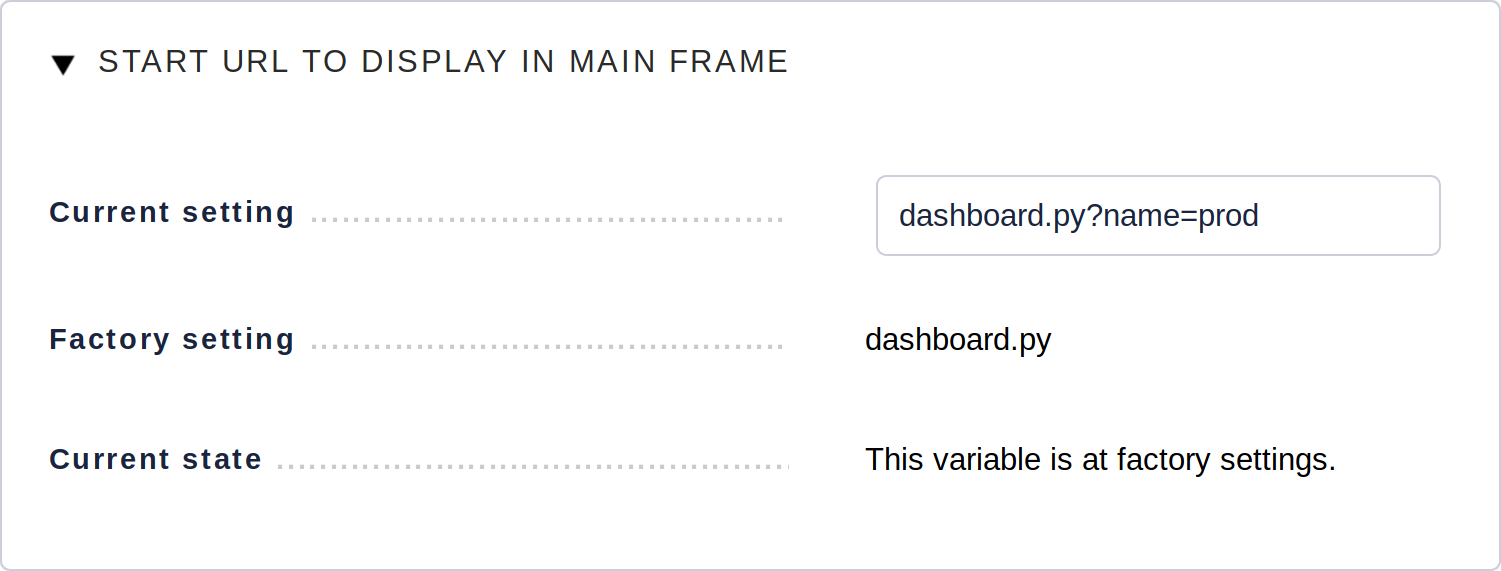 START URL TO DISPLAY IN MAIN FRAME
Current setting dashboard.py?name=prod
Factory setting dashboard.py
Current state This variable is at factory settings.